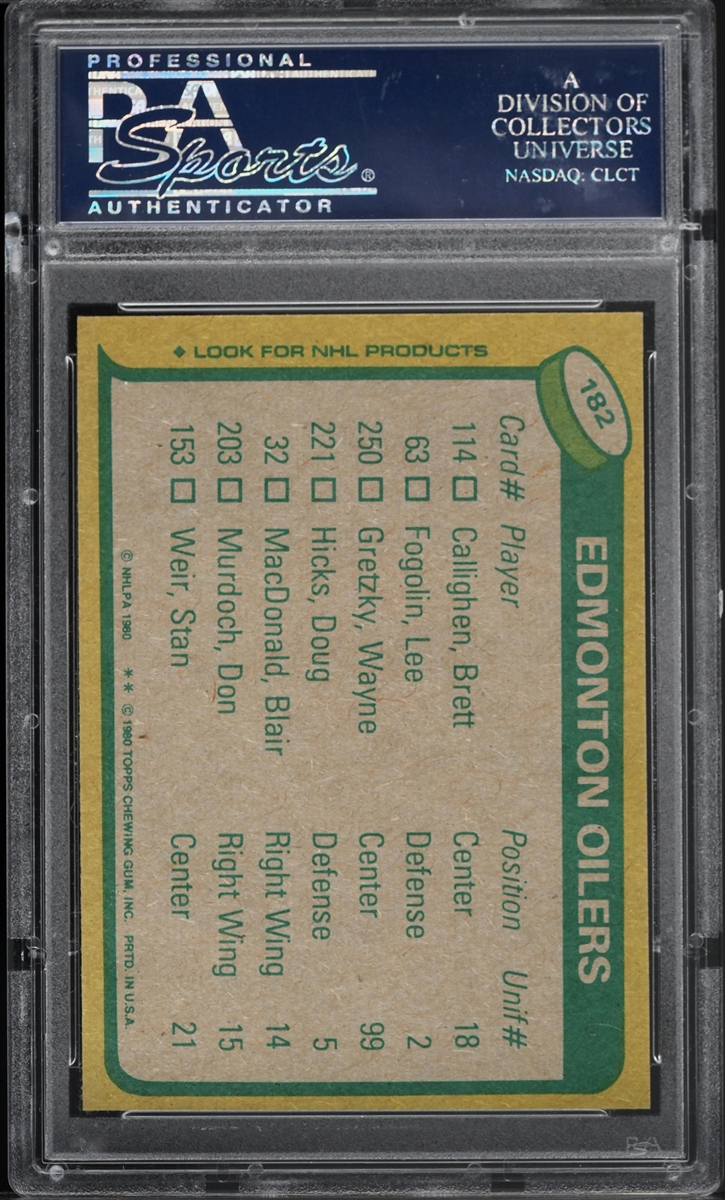 PROFESSIONAL
PSA
Sports®
AUTHENTICATOR
A
DIVISION OF
COLLECTORS
UNIVERSE
NASDAQ: CLCT
182
EDMONTON OILERS
Card# Player Position Unif#
114 □ Callighen, Brett Center 18
63 □ Fogolin, Lee Defense 2
250 □ Gretzky, Wayne Center 99
221 □ Hicks, Doug Defense 5
32 □ MacDonald, Blair Right Wing 14
203 □ Murdoch, Don Right Wing 15
153 □ Weir, Stan Center 21
◆ LOOK FOR NHL PRODUCTS
© NHLPA 1980 ** © 1980 TOPPS CHEWING GUM, INC. PRTD. IN U.S.A.
PSA